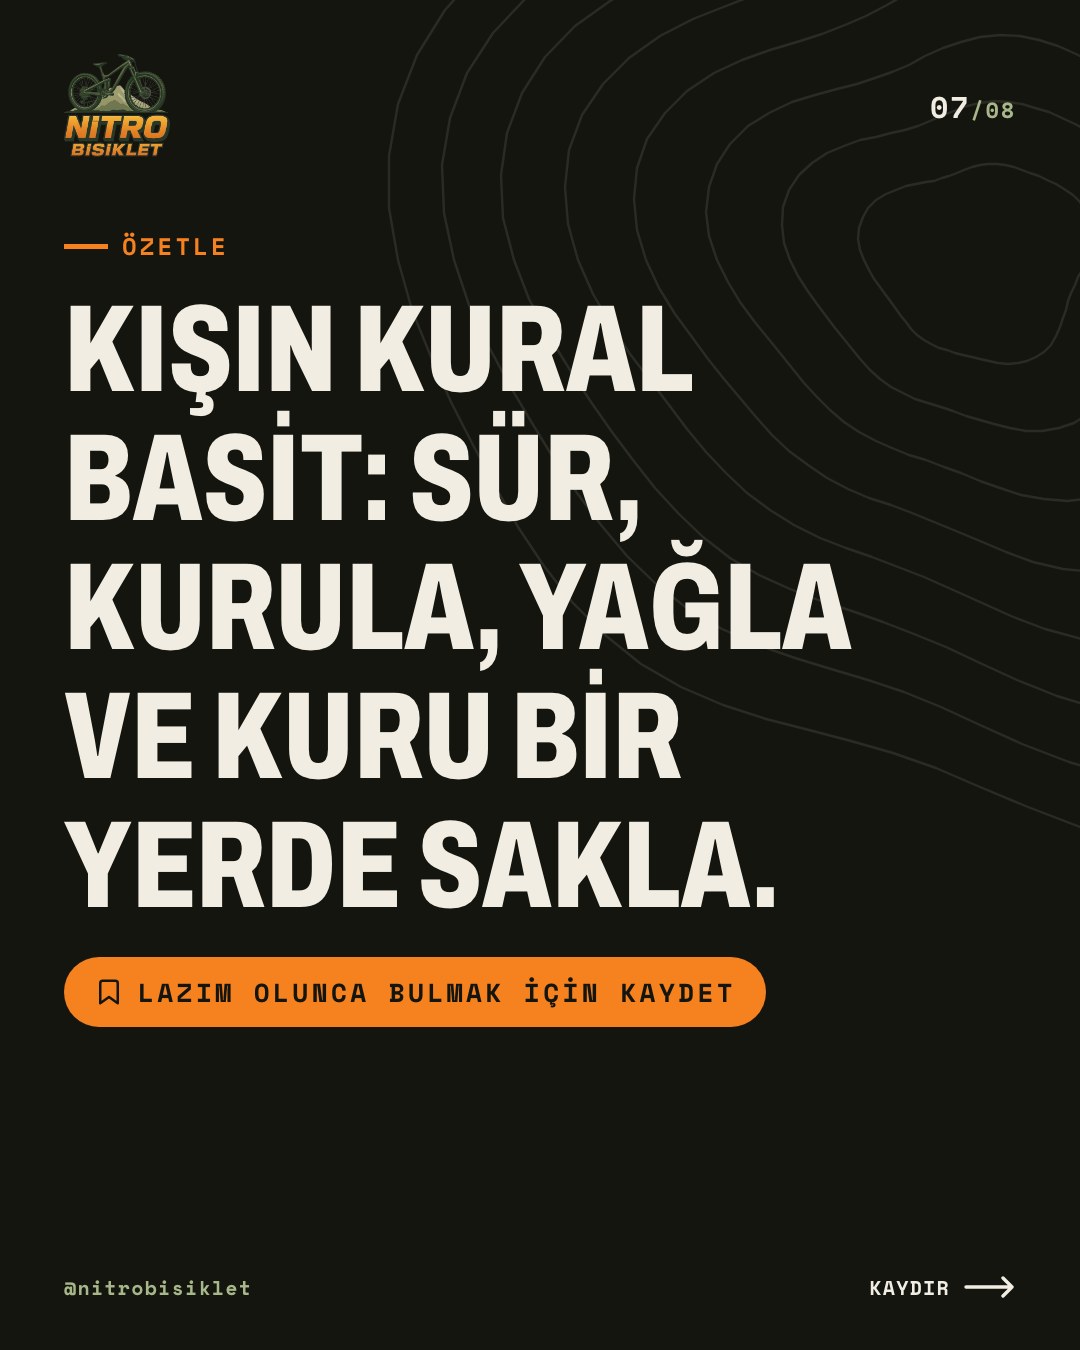 NiTRO
BISIKLET
07/08
ÖZETLE
KIŞIN KURAL
BASİT: SÜR,
KURULA, YAĞLA
VE KURU BİR
YERDE SAKLA.
LAZIM OLUNCA BULMAK İÇİN KAYDET
@nitrobisiklet
KAYDIR